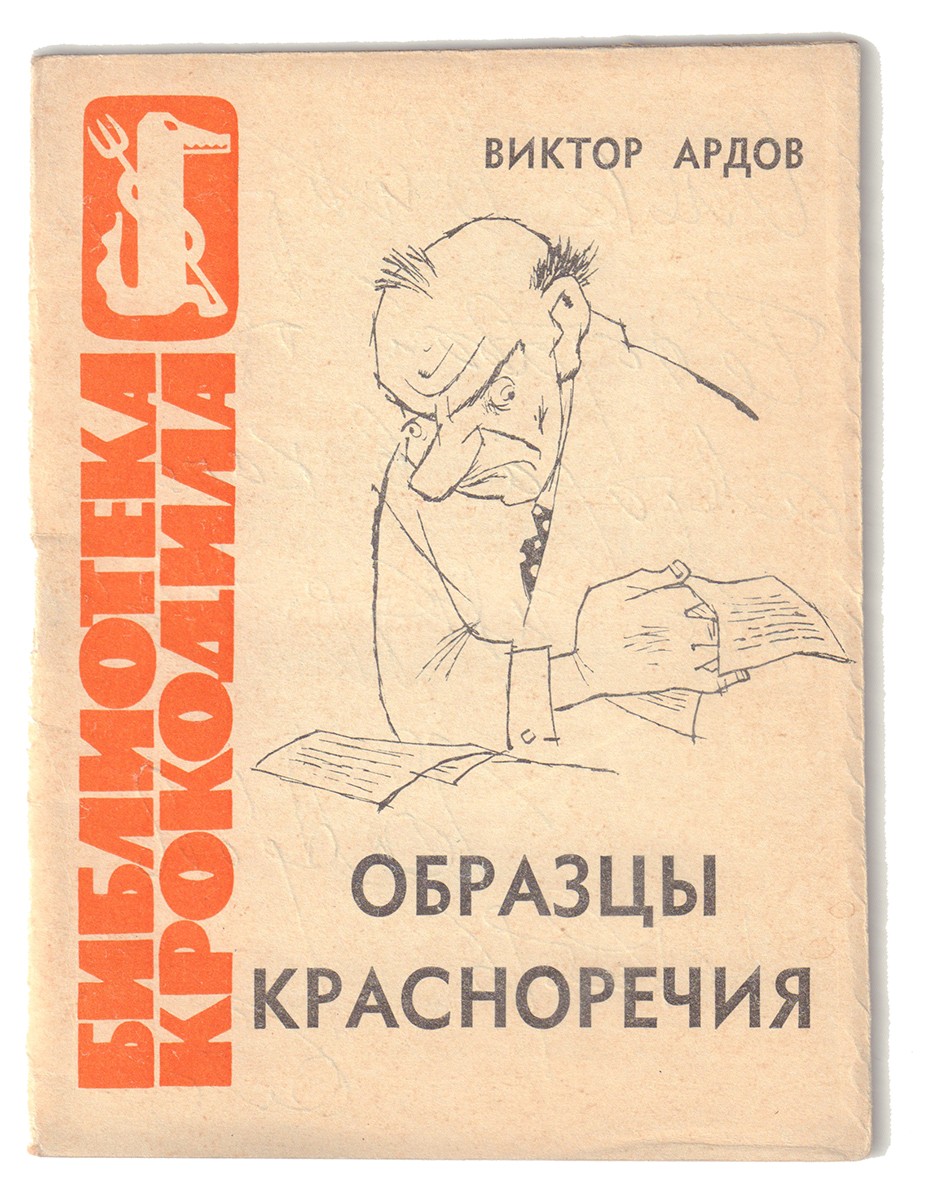 ВИКТОР АРДОВ
БИБЛИОТЕКА
КРОКОДИЛА
ОБРАЗЦЫ
КРАСНОРЕЧИЯ